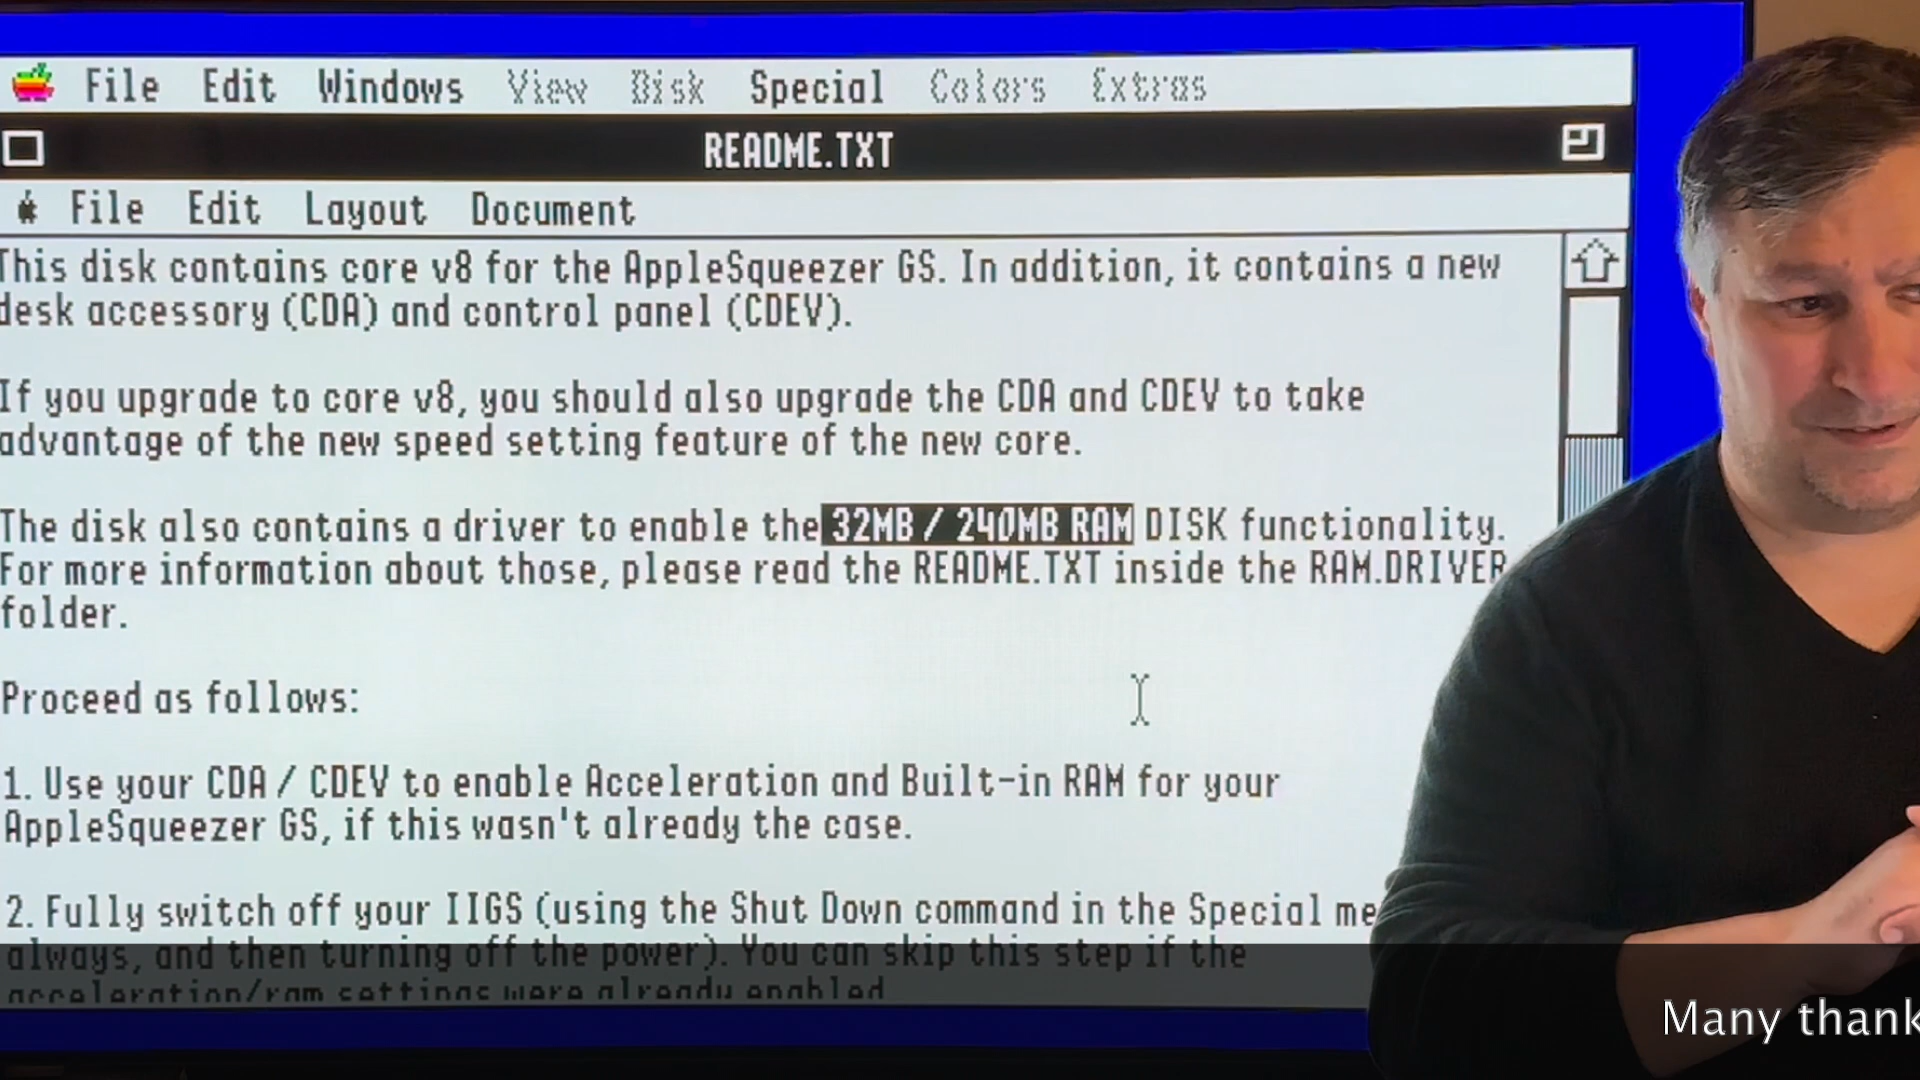 File Edit Windows View Disk Special Colors Extras
README.TXT
File Edit Layout Document
This disk contains core v8 for the AppleSqueezer GS. In addition, it contains a new
desk accessory (CDA) and control panel (CDEV).
If you upgrade to core v8, you should also upgrade the CDA and CDEV to take
advantage of the new speed setting feature of the new core.
The disk also contains a driver to enable the 32MB / 240MB RAM DISK functionality.
For more information about those, please read the README.TXT inside the RAM.DRIVER
folder.
Proceed as follows:
1. Use your CDA / CDEV to enable Acceleration and Built-in RAM for your
AppleSqueezer GS, if this wasn't already the case.
2. Fully switch off your IIGS (using the Shut Down command in the Special me
always, and then turning off the power). You can skip this step if the
acceleration/ram settings were already enabled
Many thank